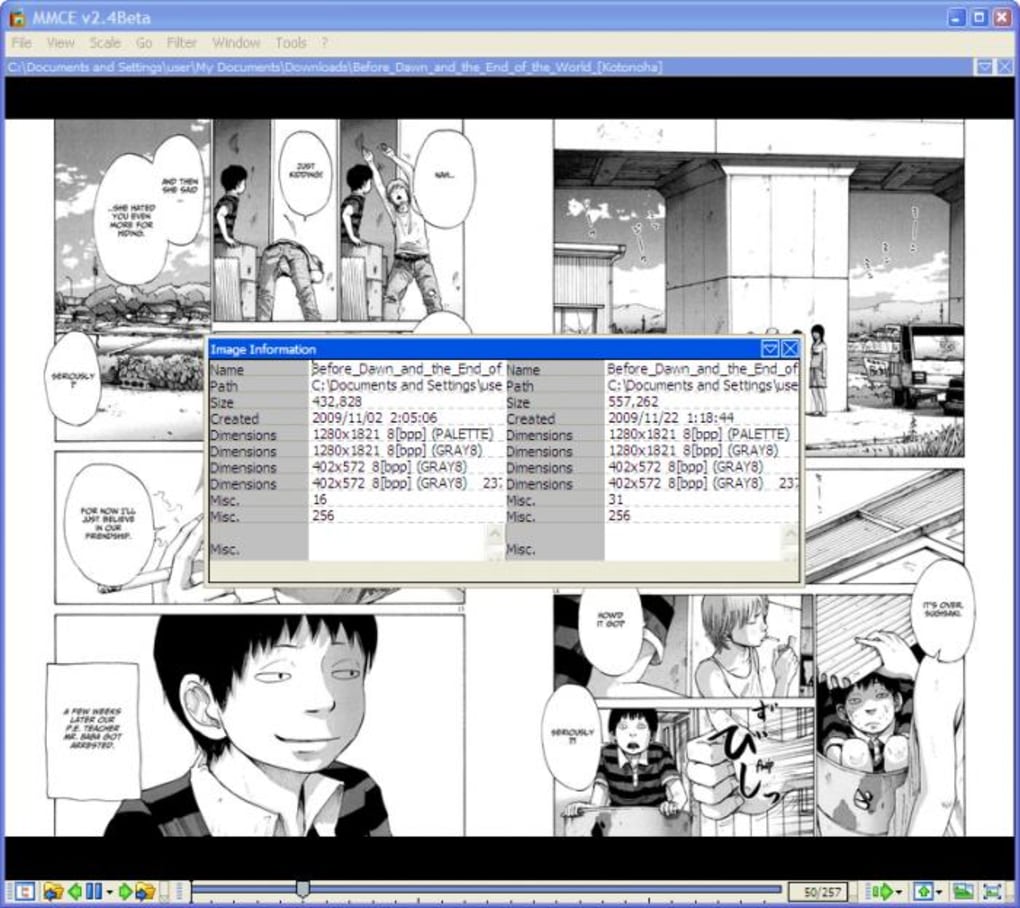 MMCE v2.4Beta
File View Scale Go Filter Window Tools ?
C:\Documents and Settings\user\My Documents\Downloads\Before_Dawn_and_the_End_of_the_World_[Kotonoha]
AND THEN
SHE SAID
...SHE HATED
YOU EVEN
MORE FOR
HIDING.
JUST
KIDDING!
NAH...
SERIOUSLY
?
Image Information
Name Before_Dawn_and_the_End_of Name Before_Dawn_and_the_End_of
Path C:\Documents and Settings\use Path C:\Documents and Settings\use
Size 432,828 Size 557,262
Created 2009/11/02 2:05:06 Created 2009/11/22 1:18:44
Dimensions 1280x1821 8[bpp] (PALETTE) Dimensions 1280x1821 8[bpp] (PALETTE)
Dimensions 1280x1821 8[bpp] (GRAY8) Dimensions 1280x1821 8[bpp] (GRAY8)
Dimensions 402x572 8[bpp] (GRAY8) Dimensions 402x572 8[bpp] (GRAY8)
Dimensions 402x572 8[bpp] (GRAY8) 237 Dimensions 402x572 8[bpp] (GRAY8) 237
Misc. 16 Misc. 31
Misc. 256 Misc. 256
Misc. Misc.
FOR NOW I'LL
JUST BELIEVE
IN OUR
FRIENDSHIP.
A FEW WEEKS
LATER OUR
P.E. TEACHER
MR. BABA GOT
ARRESTED.
HOW'D
IT GO?
IT'S OVER,
SUGISAKI.
SERIOUSLY
?!
ず
びしっ
50/257